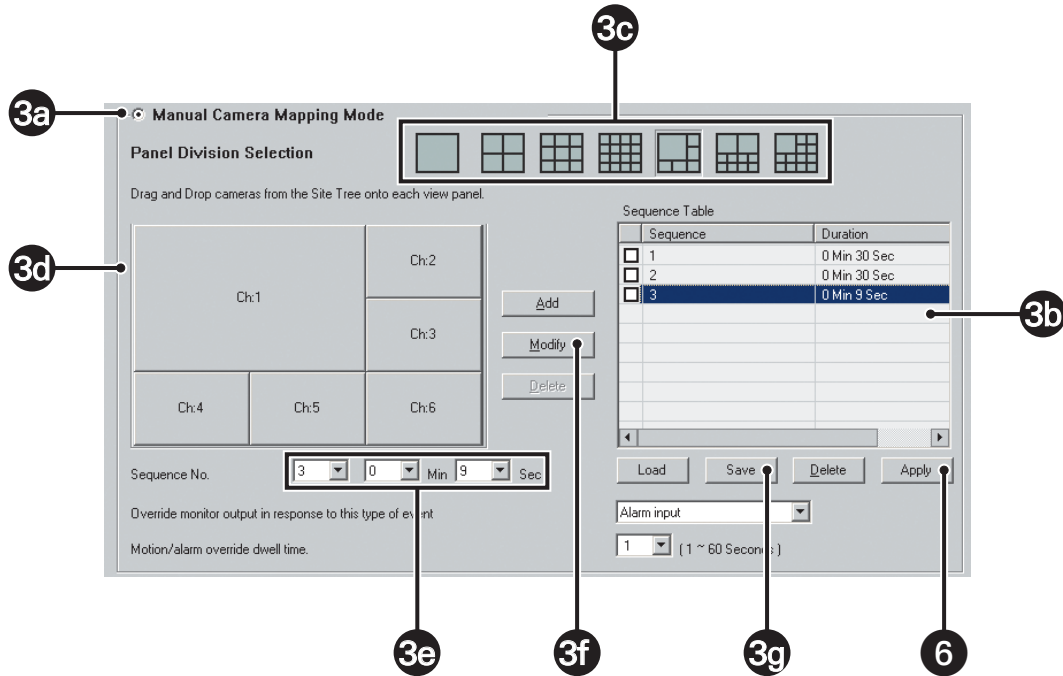 3c
3a
Manual Camera Mapping Mode
Panel Division Selection
Drag and Drop cameras from the Site Tree onto each view panel.
Sequence Table
Sequence Duration
1 0 Min 30 Sec
2 0 Min 30 Sec
3 0 Min 9 Sec
3d
3b
Ch:1
Ch:2
Ch:3
Ch:4 Ch:5 Ch:6
Add
Modify
Delete
Load Save Delete Apply
Sequence No. 3 0 Min 9 Sec
Override monitor output in response to this type of event
Alarm input
Motion/alarm override dwell time.
1 ( 1 ~ 60 Seconds )
3e 3f 3g 6